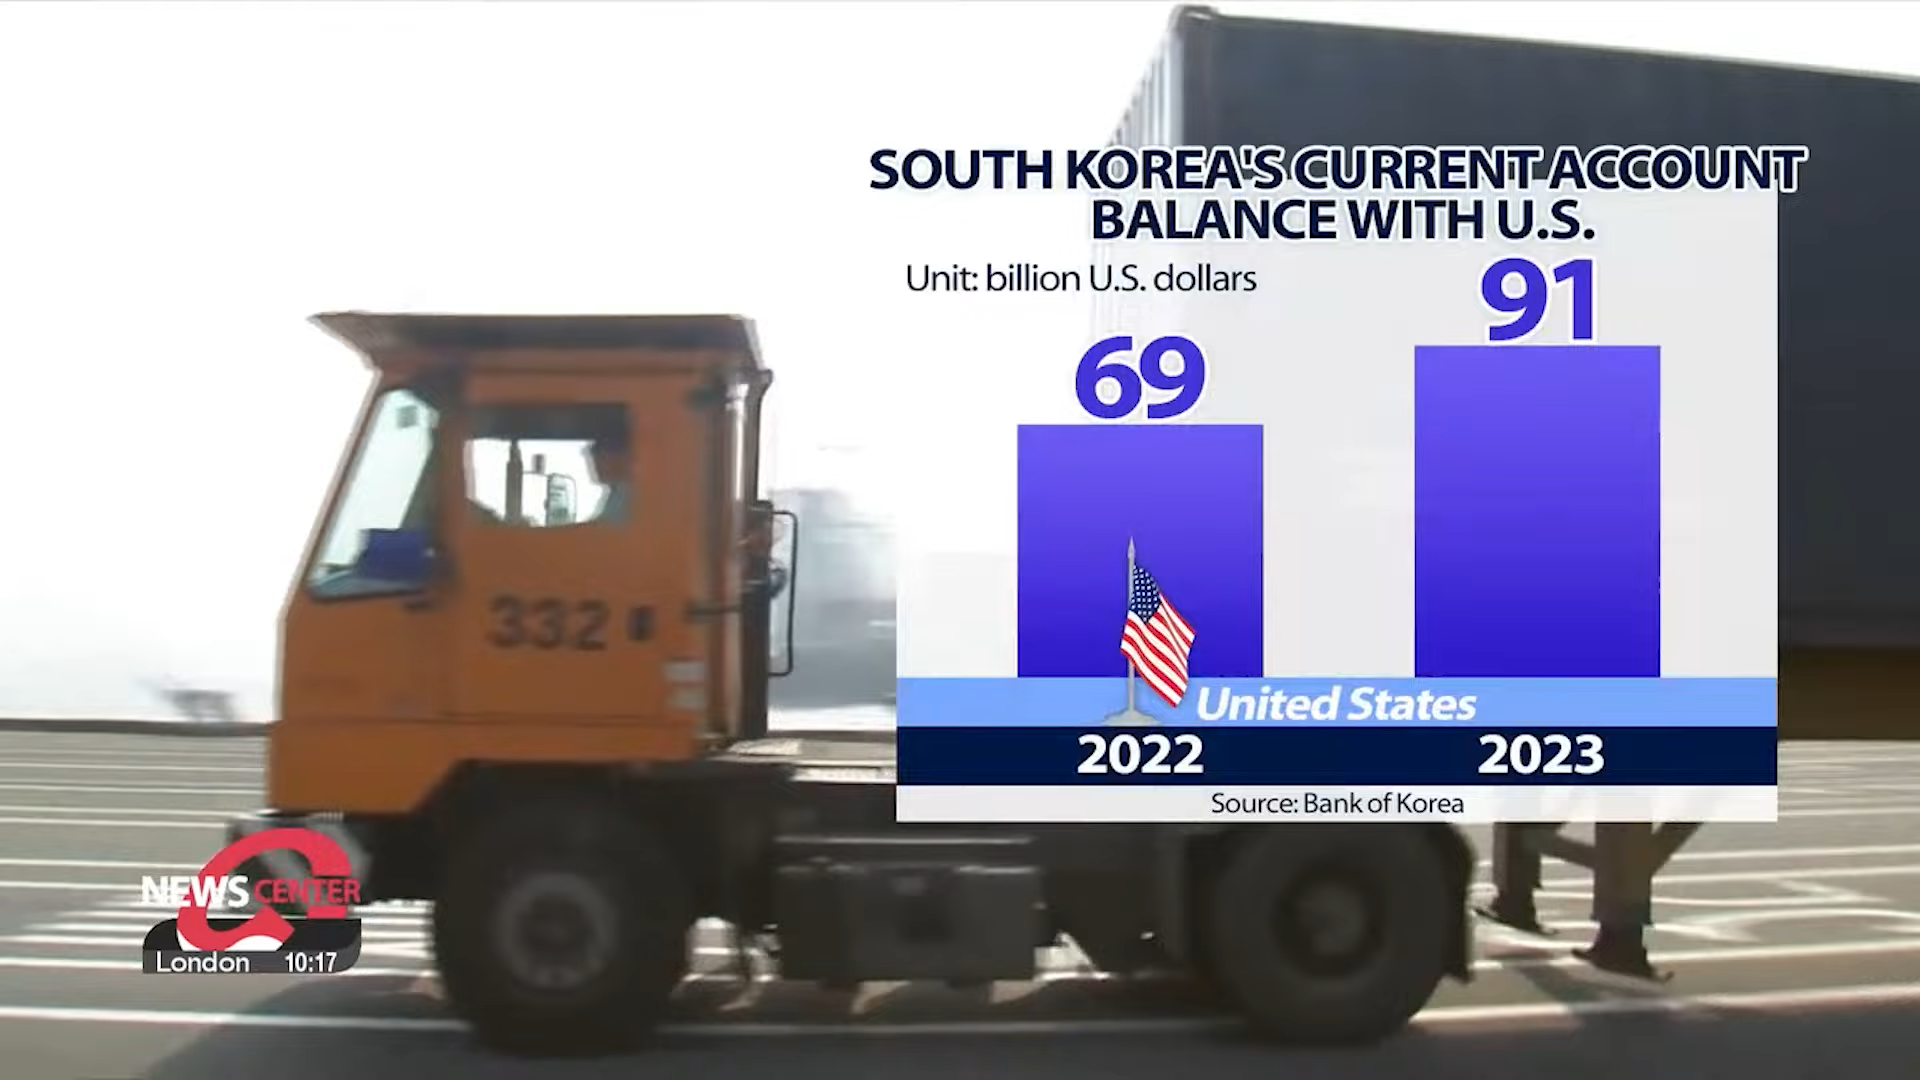 SOUTH KOREA'S CURRENT ACCOUNT
BALANCE WITH U.S.
Unit: billion U.S. dollars
69
91
United States
2022
2023
Source: Bank of Korea
332
NEWS CENTER
London 10:17